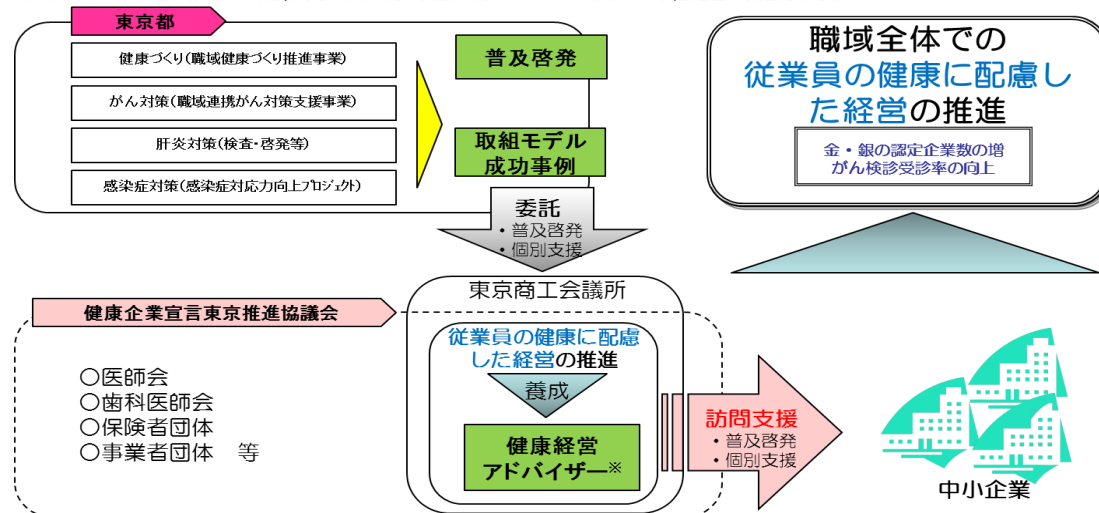 東京都
健康づくり(職域健康づくり推進事業)
がん対策(職域連携がん対策支援事業)
肝炎対策(検査・啓発等)
感染症対策(感染症対応力向上プロジェクト)
普及啓発
取組モデル
成功事例
委託
・普及啓発
・個別支援
職域全体での
従業員の健康に配慮し
た経営の推進
金・銀の認定企業数の増
がん検診受診率の向上
健康企業宣言東京推進協議会
○医師会
○歯科医師会
○保険者団体
○事業者団体　等
東京商工会議所
従業員の健康に配慮
した経営の推進
養成
健康経営
アドバイザー※
訪問支援
・普及啓発
・個別支援
中小企業